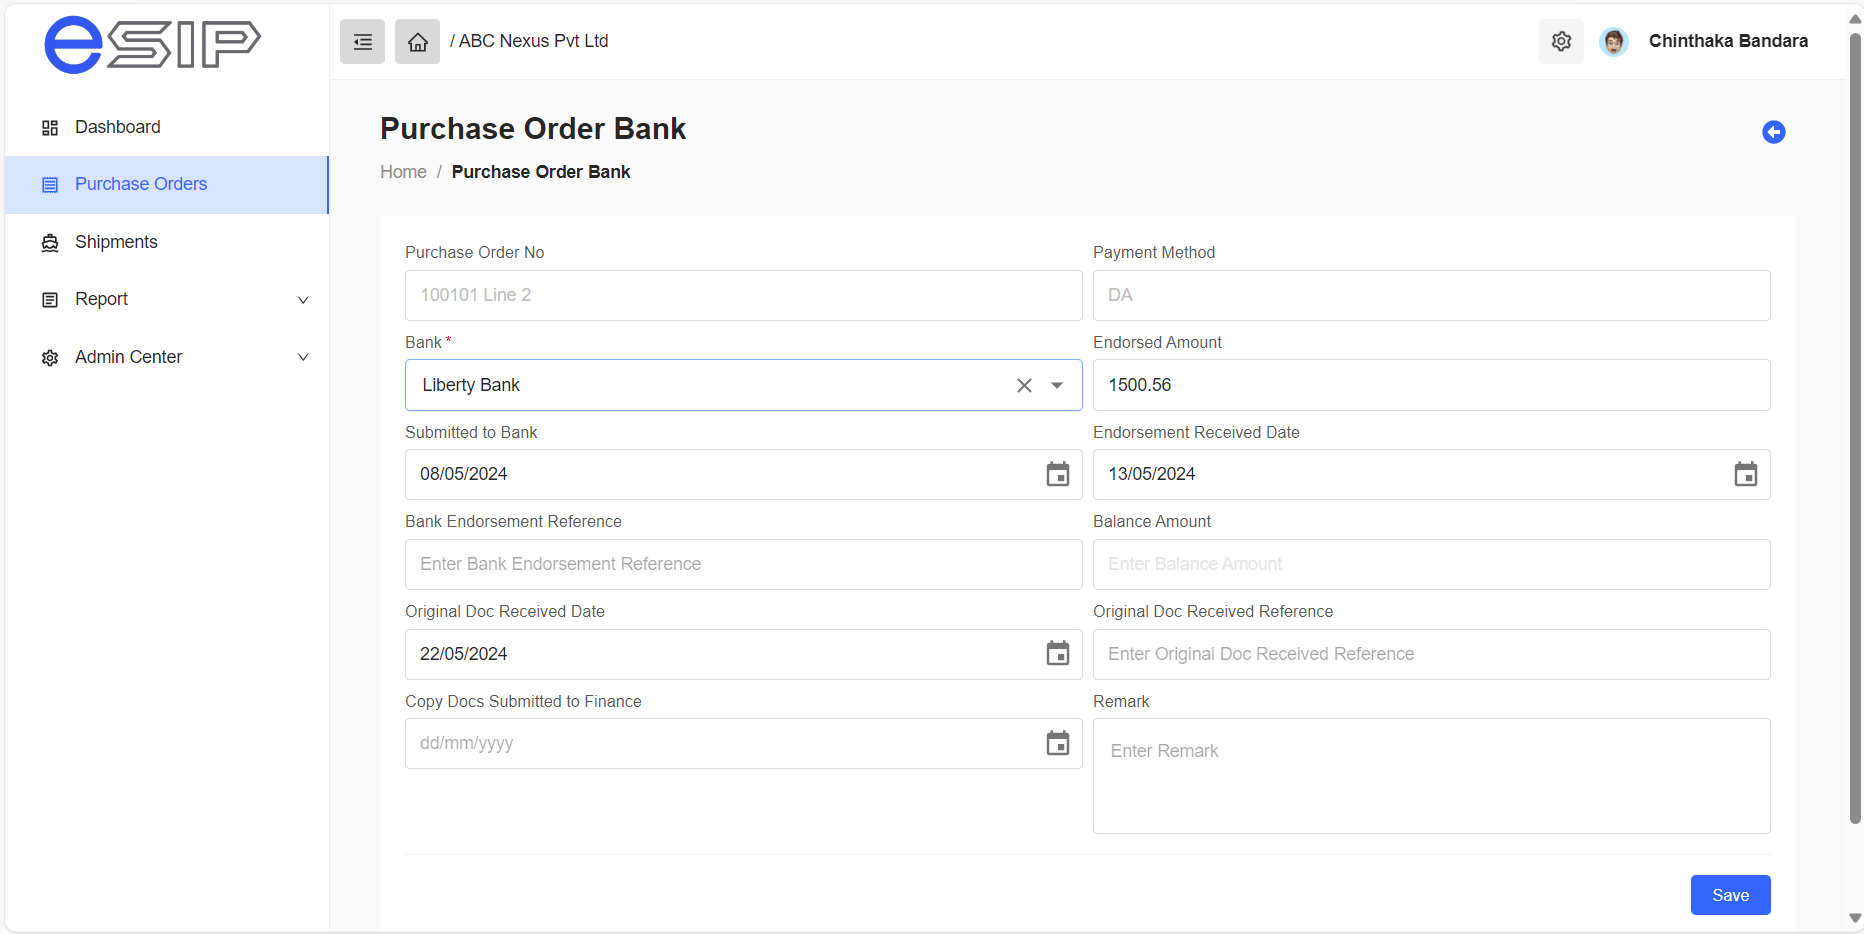 eSIP
/ ABC Nexus Pvt Ltd
Chinthaka Bandara
Dashboard
Purchase Orders
Shipments
Report
Admin Center
Purchase Order Bank
Home / Purchase Order Bank
Purchase Order No
Payment Method
100101 Line 2
DA
Bank *
Endorsed Amount
Liberty Bank
1500.56
Submitted to Bank
Endorsement Received Date
08/05/2024
13/05/2024
Bank Endorsement Reference
Balance Amount
Enter Bank Endorsement Reference
Enter Balance Amount
Original Doc Received Date
Original Doc Received Reference
22/05/2024
Enter Original Doc Received Reference
Copy Docs Submitted to Finance
Remark
dd/mm/yyyy
Enter Remark
Save